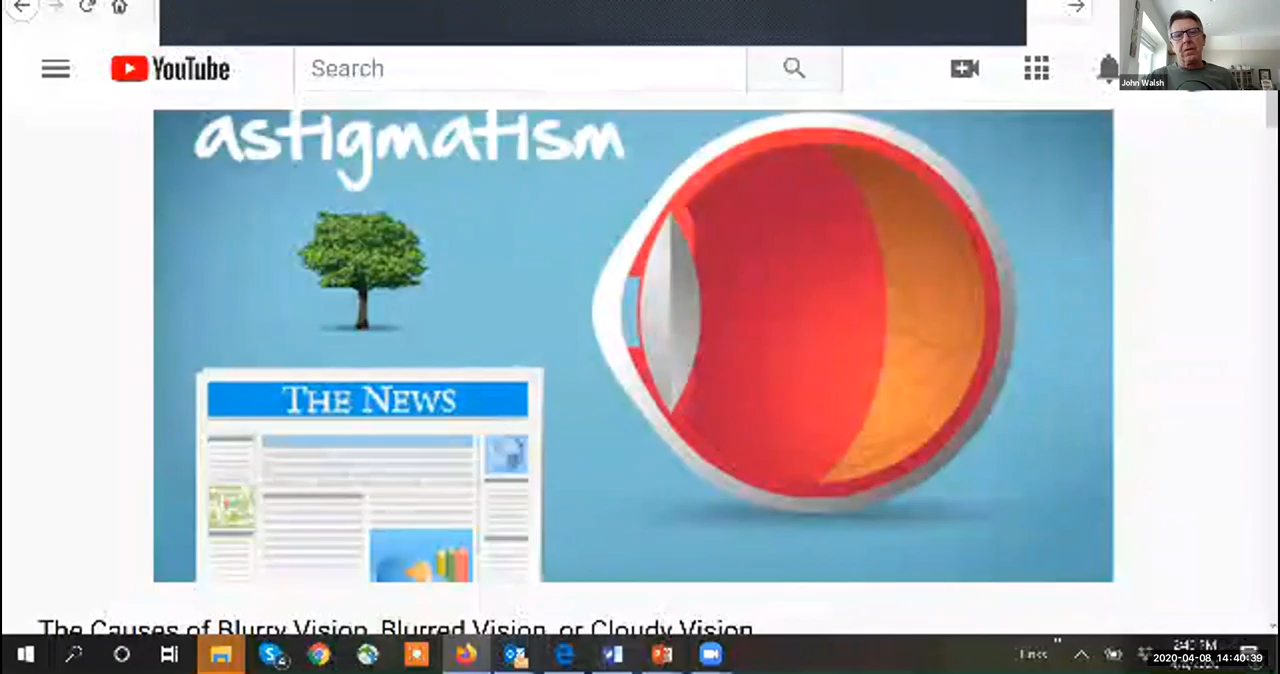 YouTube
Search
John Walsh
astigmatism
THE NEWS
The Causes of Blurry Vision, Blurred Vision, or Cloudy Vision
2020-04-08 14:40:39